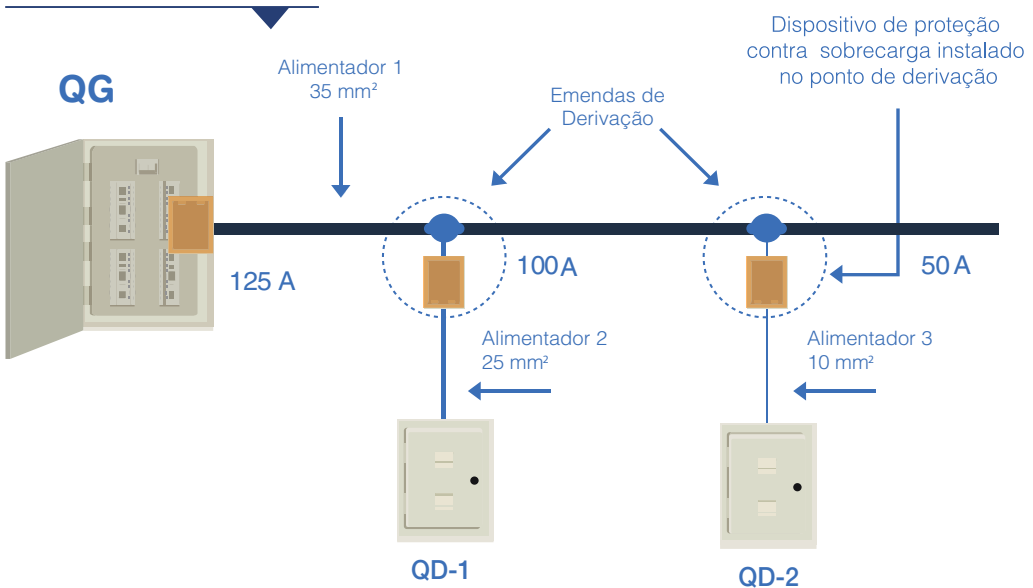 Dispositivo de proteção
contra sobrecarga instalado
no ponto de derivação
Alimentador 1
35 mm²
QG
Emendas de
Derivação
125 A
100A
50 A
Alimentador 2
25 mm²
Alimentador 3
10 mm²
QD-1
QD-2